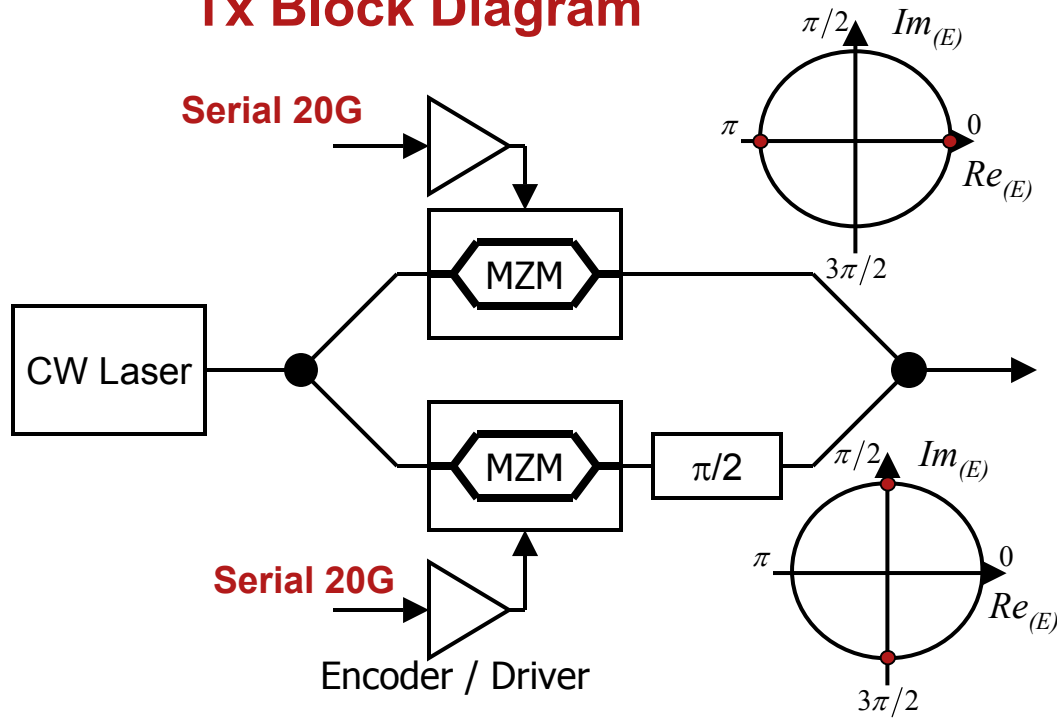 Tx Block Diagram
π/2 Im(E)
Serial 20G
π 0
Re(E)
3π/2
MZM
CW Laser
MZM
π/2
π/2 Im(E)
π 0
Serial 20G
Re(E)
Encoder / Driver
3π/2